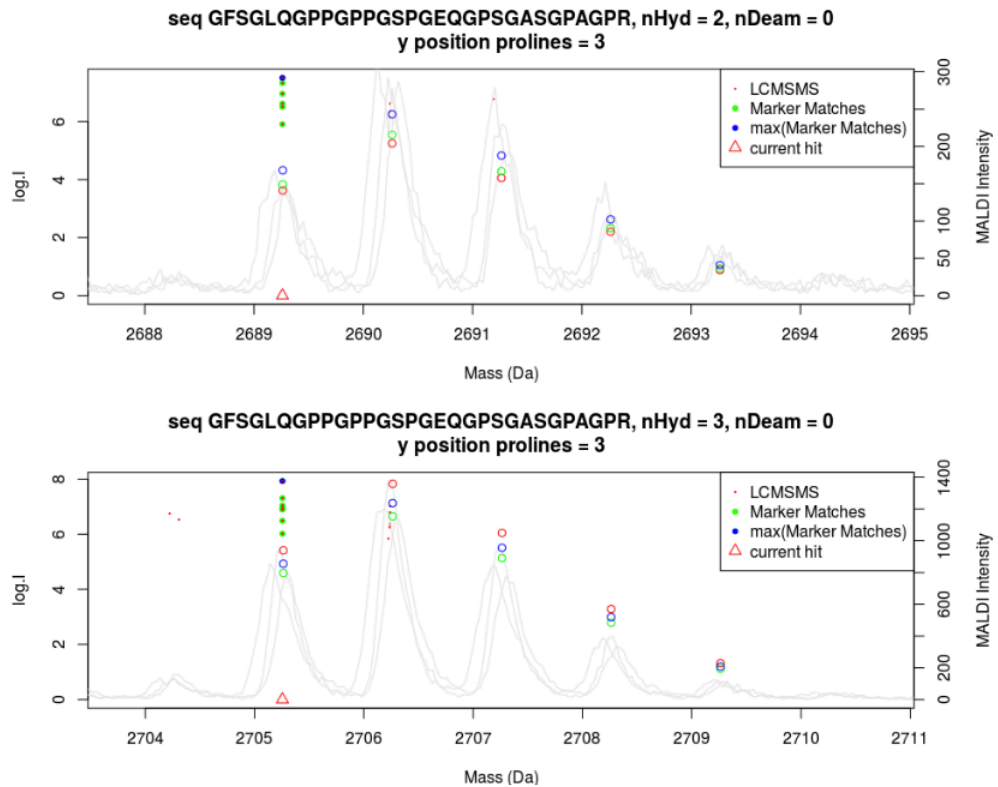 seq GFSGLQGPPGPPGSPGEQGPSGASGPAGPR, nHyd = 2, nDeam = 0
y position prolines = 3
LCMSMS
Marker Matches
max(Marker Matches)
current hit
log.I
0 2 4 6
MALDI Intensity
0 50 100 200 300
2688 2689 2690 2691 2692 2693 2694 2695
Mass (Da)
seq GFSGLQGPPGPPGSPGEQGPSGASGPAGPR, nHyd = 3, nDeam = 0
y position prolines = 3
LCMSMS
Marker Matches
max(Marker Matches)
current hit
log.I
0 2 4 6 8
MALDI Intensity
0 200 600 1000 1400
2704 2705 2706 2707 2708 2709 2710 2711
Mass (Da)